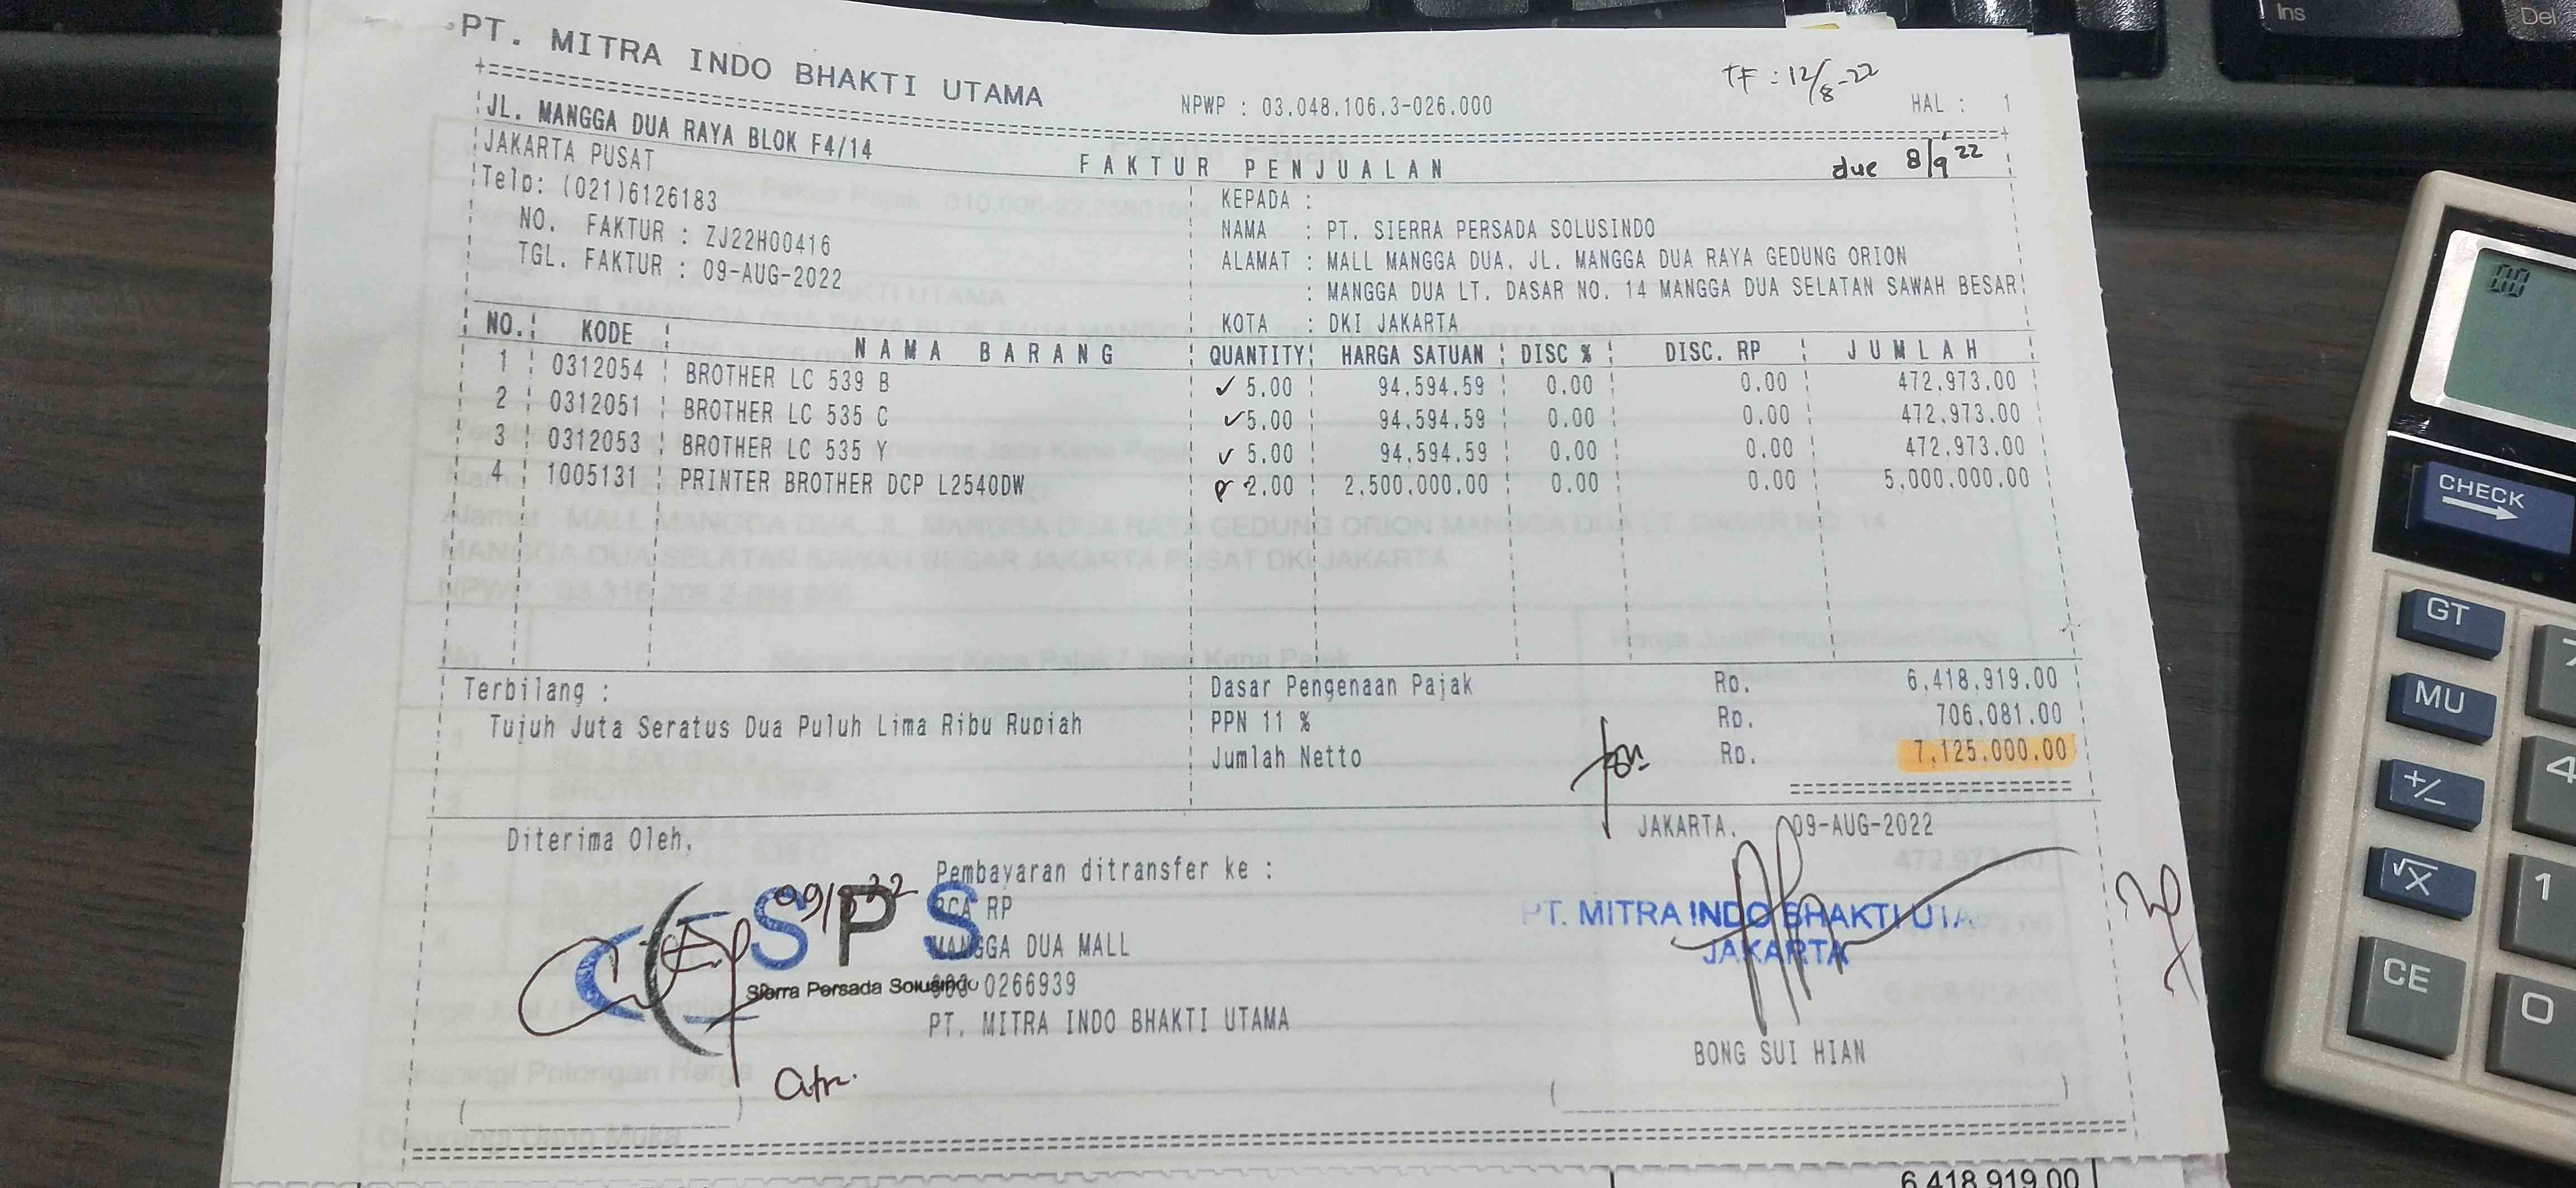 PT. MITRA INDO BHAKTI UTAMA
NPWP : 03.048.106.3-026.000
TF : 12/8-22
HAL : 1
JL. MANGGA DUA RAYA BLOK F4/14
JAKARTA PUSAT
Telp: (021)6126183
FAKTUR PENJUALAN
due 8/9 22
NO. FAKTUR : ZJ22H00416
TGL. FAKTUR : 09-AUG-2022
KEPADA :
NAMA : PT. SIERRA PERSADA SOLUSINDO
ALAMAT : MALL MANGGA DUA. JL. MANGGA DUA RAYA GEDUNG ORION
: MANGGA DUA LT. DASAR NO. 14 MANGGA DUA SELATAN SAWAH BESAR
KOTA : DKI JAKARTA
NO. KODE NAMA BARANG QUANTITY HARGA SATUAN DISC % DISC. RP JUMLAH
1 0312054 BROTHER LC 539 B 5.00 94,594.59 0.00 0.00 472,973.00
2 0312051 BROTHER LC 535 C 5.00 94,594.59 0.00 0.00 472,973.00
3 0312053 BROTHER LC 535 Y 5.00 94,594.59 0.00 0.00 472,973.00
4 1005131 PRINTER BROTHER DCP L2540DW 2.00 2,500,000.00 0.00 0.00 5,000,000.00
Terbilang :
Tujuh Juta Seratus Dua Puluh Lima Ribu Rupiah
Dasar Pengenaan Pajak Rp. 6,418,919.00
PPN 11 % Rp. 706,081.00
Jumlah Netto Rp. 7,125,000.00
Diterima Oleh,
JAKARTA. 09-AUG-2022
Pembayaran ditransfer ke :
BCA RP
MANGGA DUA MALL
0266939
PT. MITRA INDO BHAKTI UTAMA
SPS
Sierra Persada Solusindo
PT. MITRA INDO BHAKTI UTA
JAKARTA
BONG SUI HIAN
6.418.919,00
Ins
Del
00
CHECK
GT
MU
+/-
√X
CE
4
1
0